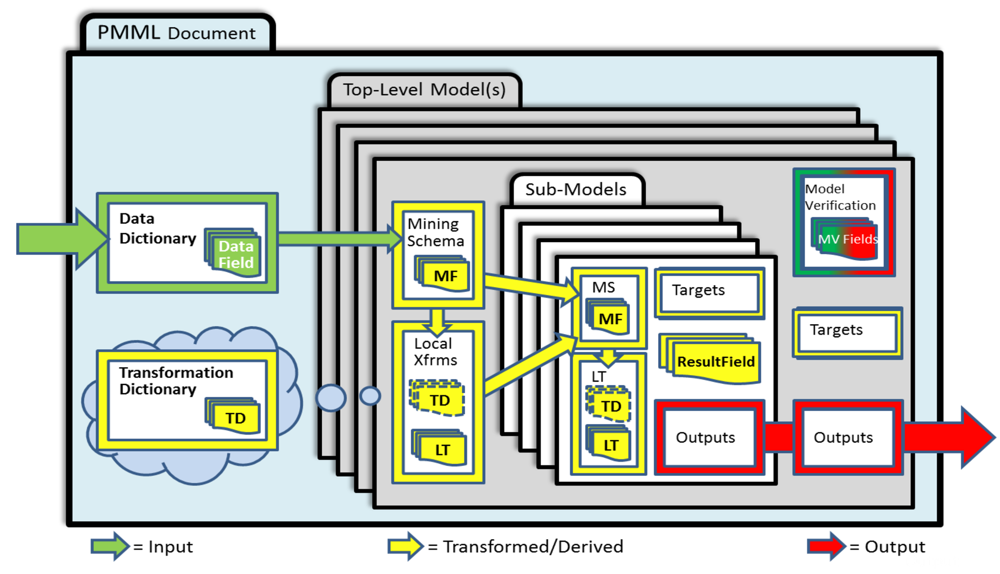 PMML Document
Top-Level Model(s)
Sub-Models
Data
Dictionary
Data
Field
Mining
Schema
MF
Model
Verification
MV Fields
MS
MF
Targets
Targets
ResultField
Local
Xfrms
TD
LT
LT
TD
LT
Transformation
Dictionary
TD
Outputs
Outputs
= Input
= Transformed/Derived
= Output